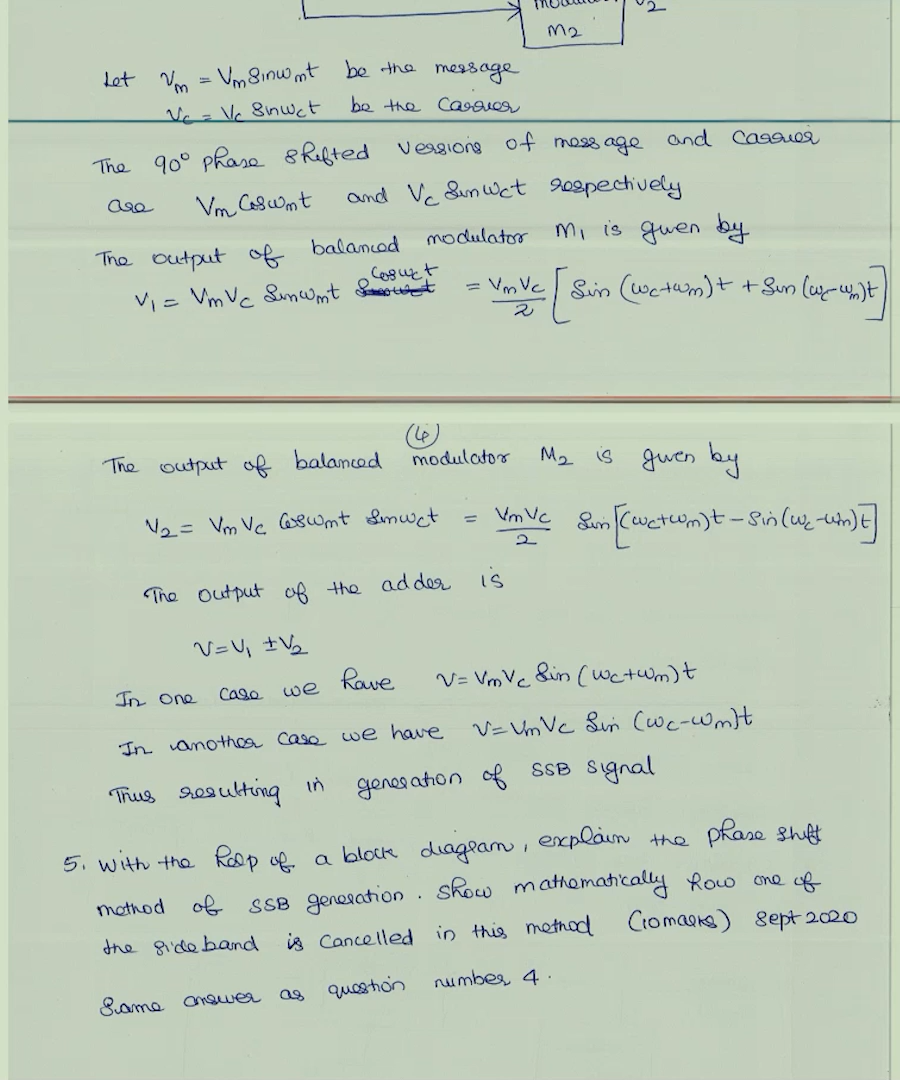 M2
Let Vm = Vm Sinωmt be the message
Vc = Vc Sinωct be the Carrier
The 90° phase shifted versions of message and carrier
are Vm Cosωmt and Vc Sinωct respectively
The output of balanced modulator M1 is given by
V1 = VmVc Sinωmt Cosωct = VmVc/2 [Sin (ωc+ωm)t + Sin (ωc-ωm)t]
(4)
The output of balanced modulator M2 is given by
V2 = Vm Vc Cosωmt Sinωct = VmVc/2 Sin[(ωc+ωm)t - Sin(ωc-ωm)t]
The output of the adder is
V=V1 ±V2
In one case we have V= VmVc Sin (ωc+ωm)t
In another case we have V=VmVc Sin (ωc-ωm)t
Thus resulting in generation of SSB signal
5. With the help of a block diagram, explain the phase shift
method of SSB generation. Show mathematically how one of
the sideband is cancelled in this method (10marks) Sept 2020
Same answer as question number 4.